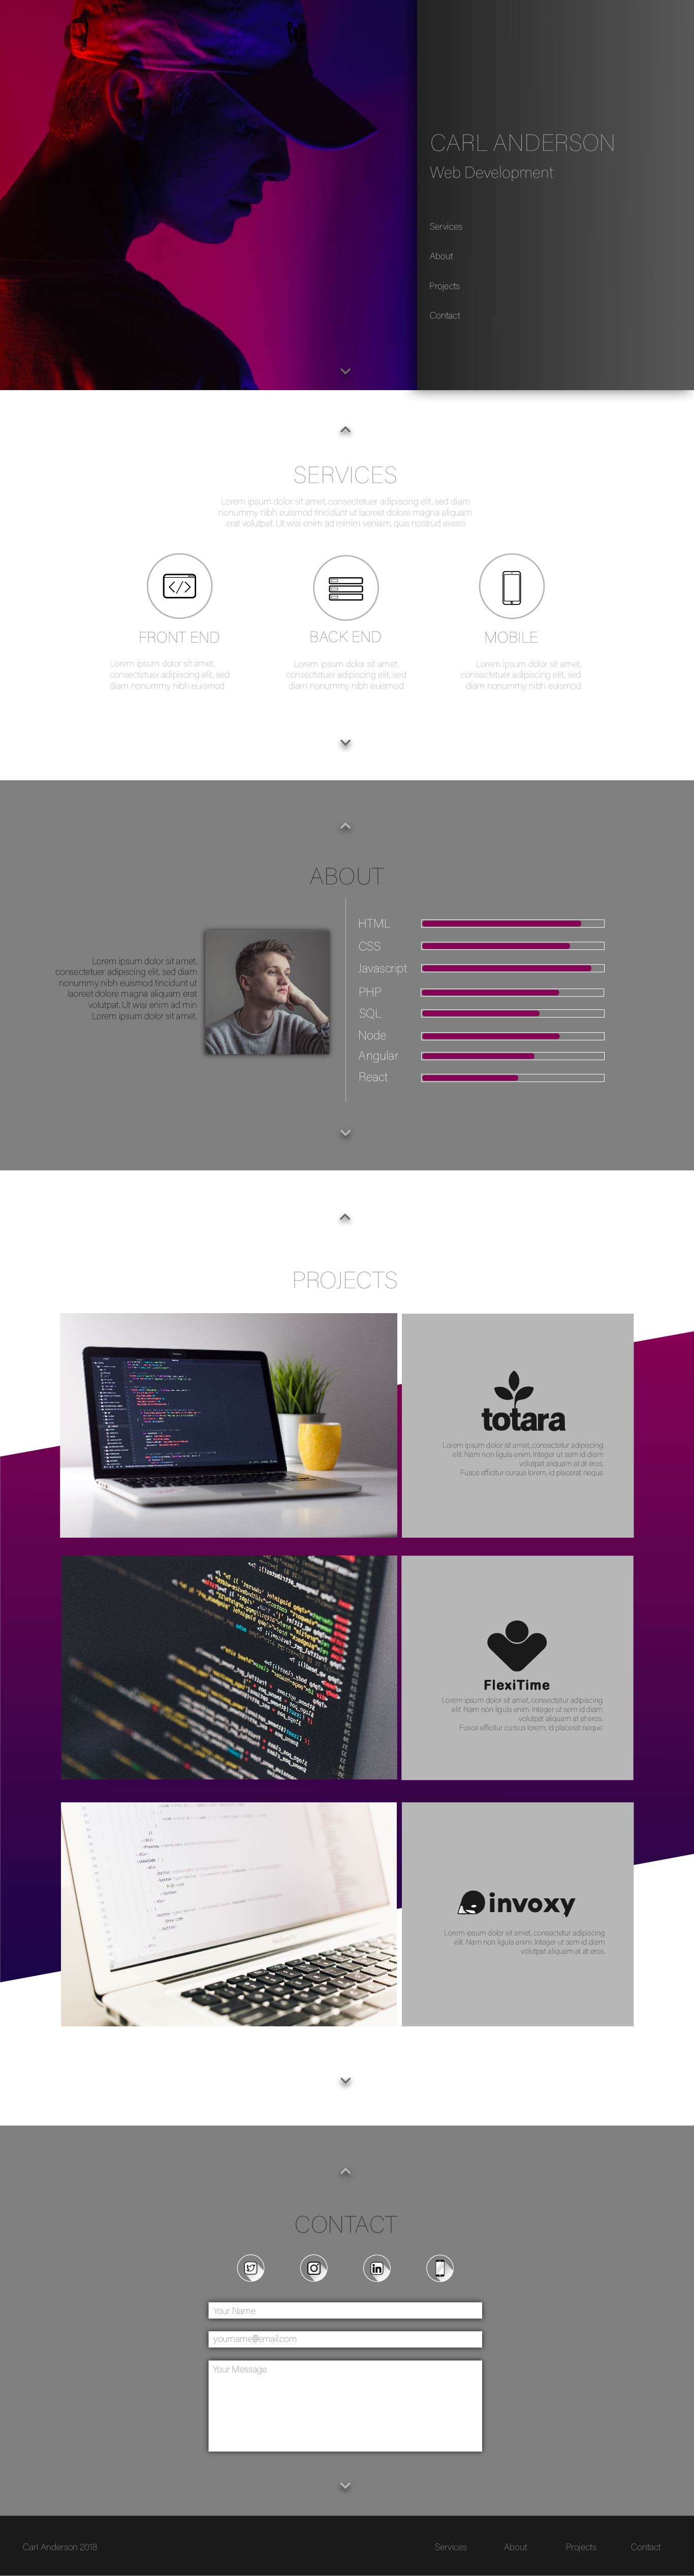 CARL ANDERSON
Web Development
Services
About
Projects
Contact
SERVICES
Lorem ipsum dolor sit amet, consectetuer adipiscing elit, sed diam
nonummy nibh euismod tincidunt ut laoreet dolore magna aliquam
erat volutpat. Ut wisi enim ad minim veniam, quis nostrud exerci
FRONT END
Lorem ipsum dolor sit amet,
consectetuer adipiscing elit, sed
diam nonummy nibh euismod
BACK END
Lorem ipsum dolor sit amet,
consectetuer adipiscing elit, sed
diam nonummy nibh euismod
MOBILE
Lorem ipsum dolor sit amet,
consectetuer adipiscing elit, sed
diam nonummy nibh euismod
ABOUT
Lorem ipsum dolor sit amet,
consectetuer adipiscing elit, sed diam
nonummy nibh euismod tincidunt ut
laoreet dolore magna aliquam erat
volutpat. Ut wisi enim ad min
Lorem ipsum dolor sit amet,
HTML
CSS
Javascript
PHP
SQL
Node
Angular
React
PROJECTS
totara
Lorem ipsum dolor sit amet, consectetur adipiscing
elit. Nam non ligula enim. Integer ut sem id diam
volutpat aliquam at at eros.
Fusce efficitur cursus lorem, id placerat neque
FlexiTime
Lorem ipsum dolor sit amet, consectetur adipiscing
elit. Nam non ligula enim. Integer ut sem id diam
volutpat aliquam at at eros.
Fusce efficitur cursus lorem, id placerat neque
invoxy
Lorem ipsum dolor sit amet, consectetur adipiscing
elit. Nam non ligula enim. Integer ut sem id diam
volutpat aliquam at at eros.
CONTACT
in
Your Name
yourname@email.com
Your Message
Carl Anderson 2018
Services
About
Projects
Contact